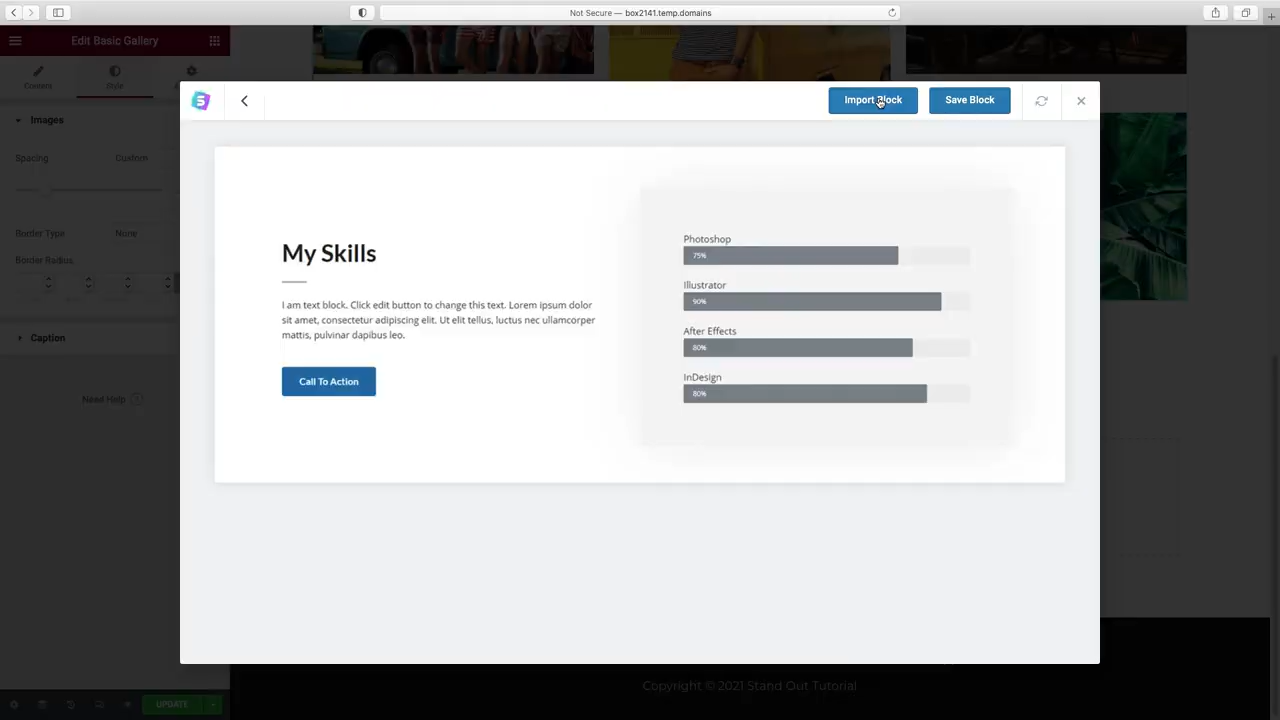 Not Secure — box2141.temp.domains
Edit Basic Gallery
Content
Style
Images
Spacing
Custom
Border Type
None
Border Radius
Caption
Need Help
UPDATE
Import Block
Save Block
My Skills
I am text block. Click edit button to change this text. Lorem ipsum dolor
sit amet, consectetur adipiscing elit. Ut elit tellus, luctus nec ullamcorper
mattis, pulvinar dapibus leo.
Call To Action
Photoshop
75%
Illustrator
90%
After Effects
80%
InDesign
80%
Copyright © 2021 Stand Out Tutorial